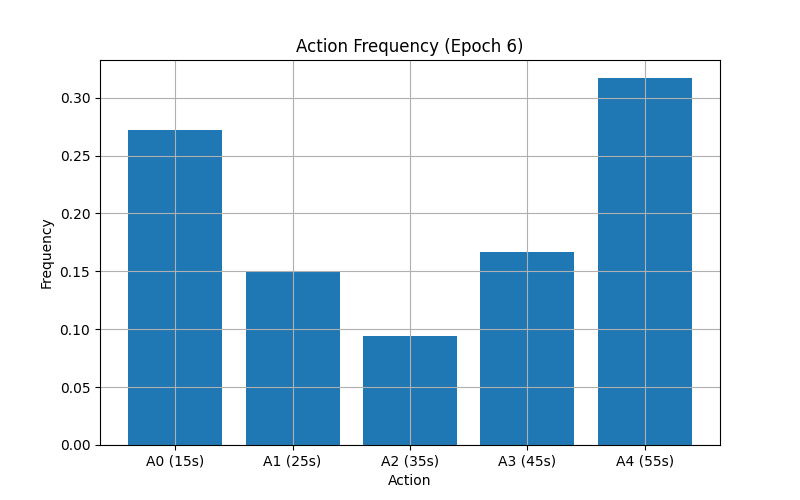 Action Frequency (Epoch 6)
Frequency
0.30
0.25
0.20
0.15
0.10
0.05
0.00
A0 (15s) A1 (25s) A2 (35s) A3 (45s) A4 (55s)
Action